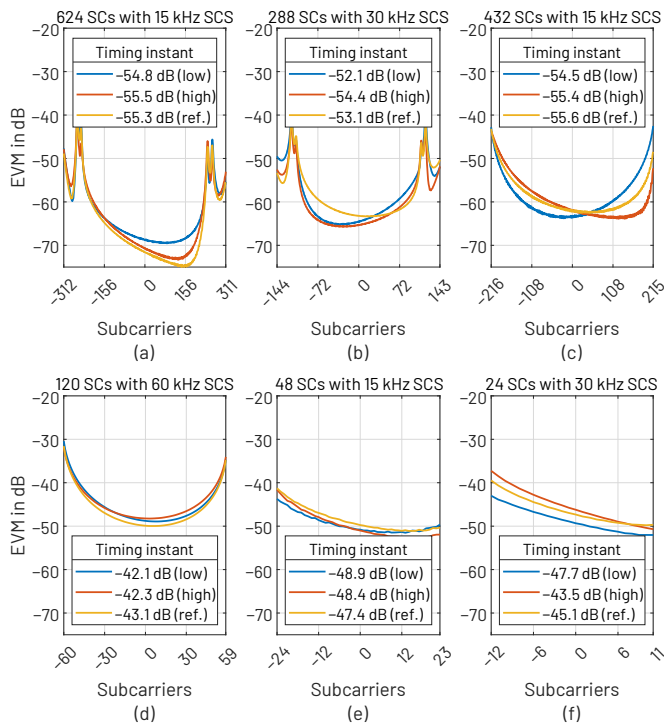 624 SCs with 15 kHz SCS
288 SCs with 30 kHz SCS
432 SCs with 15 kHz SCS
EVM in dB
−20
−30
−40
−50
−60
−70
Timing instant
−54.8 dB (low)
−55.5 dB (high)
−55.3 dB (ref.)
−312
−156
0
156
311
Subcarriers
(a)
−20
−30
−40
−50
−60
−70
Timing instant
−52.1 dB (low)
−54.4 dB (high)
−53.1 dB (ref.)
−144
−72
0
72
143
Subcarriers
(b)
−20
−30
−40
−50
−60
−70
Timing instant
−54.5 dB (low)
−55.4 dB (high)
−55.6 dB (ref.)
−216
−108
0
108
215
Subcarriers
(c)
120 SCs with 60 kHz SCS
48 SCs with 15 kHz SCS
24 SCs with 30 kHz SCS
EVM in dB
−20
−30
−40
−50
−60
−70
Timing instant
−42.1 dB (low)
−42.3 dB (high)
−43.1 dB (ref.)
−60
−30
0
30
59
Subcarriers
(d)
−20
−30
−40
−50
−60
−70
Timing instant
−48.9 dB (low)
−48.4 dB (high)
−47.4 dB (ref.)
−24
−12
0
12
23
Subcarriers
(e)
−20
−30
−40
−50
−60
−70
Timing instant
−47.7 dB (low)
−43.5 dB (high)
−45.1 dB (ref.)
−12
−6
0
6
11
Subcarriers
(f)